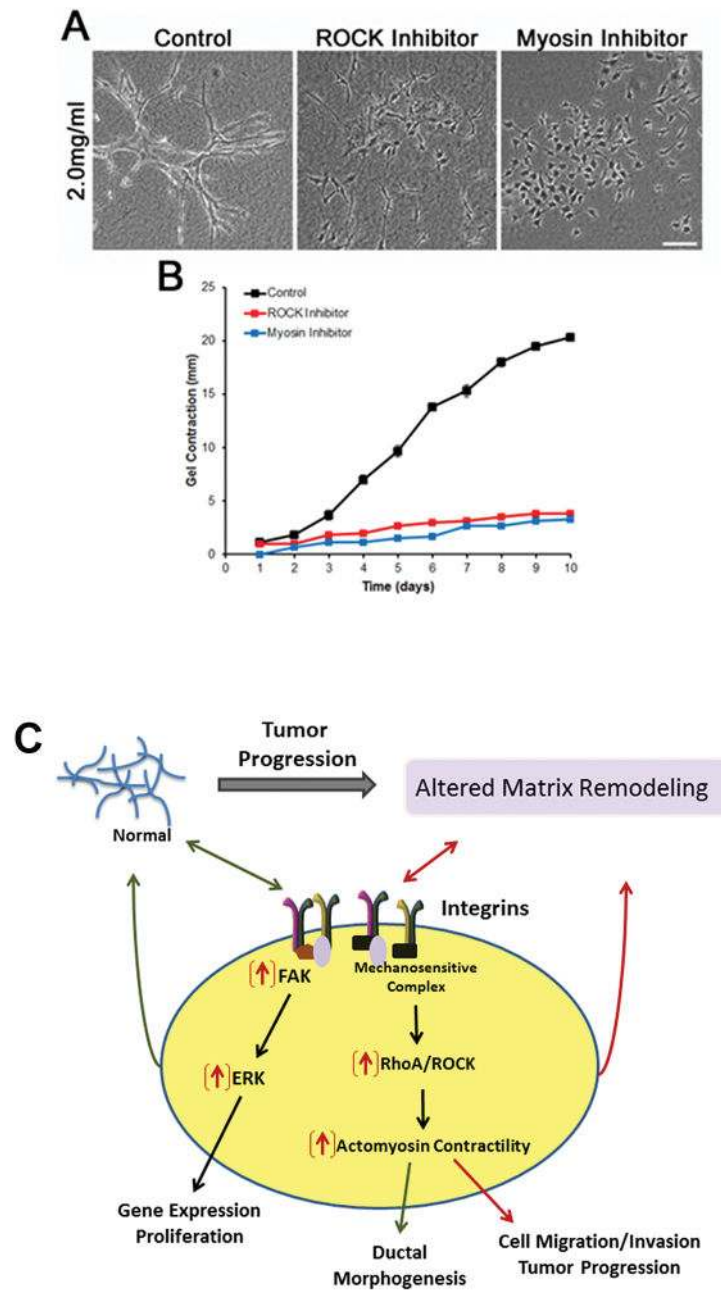 A
Control
ROCK Inhibitor
Myosin Inhibitor
2.0mg/ml
B
Control
ROCK Inhibitor
Myosin Inhibitor
Gel Contraction (mm)
25
20
15
10
5
0
0 1 2 3 4 5 6 7 8 9 10
Time (days)
C
Tumor
Progression
Normal
Altered Matrix Remodeling
Integrins
FAK
Mechanosensitive
Complex
ERK
RhoA/ROCK
Actomyosin Contractility
Gene Expression
Proliferation
Ductal
Morphogenesis
Cell Migration/Invasion
Tumor Progression